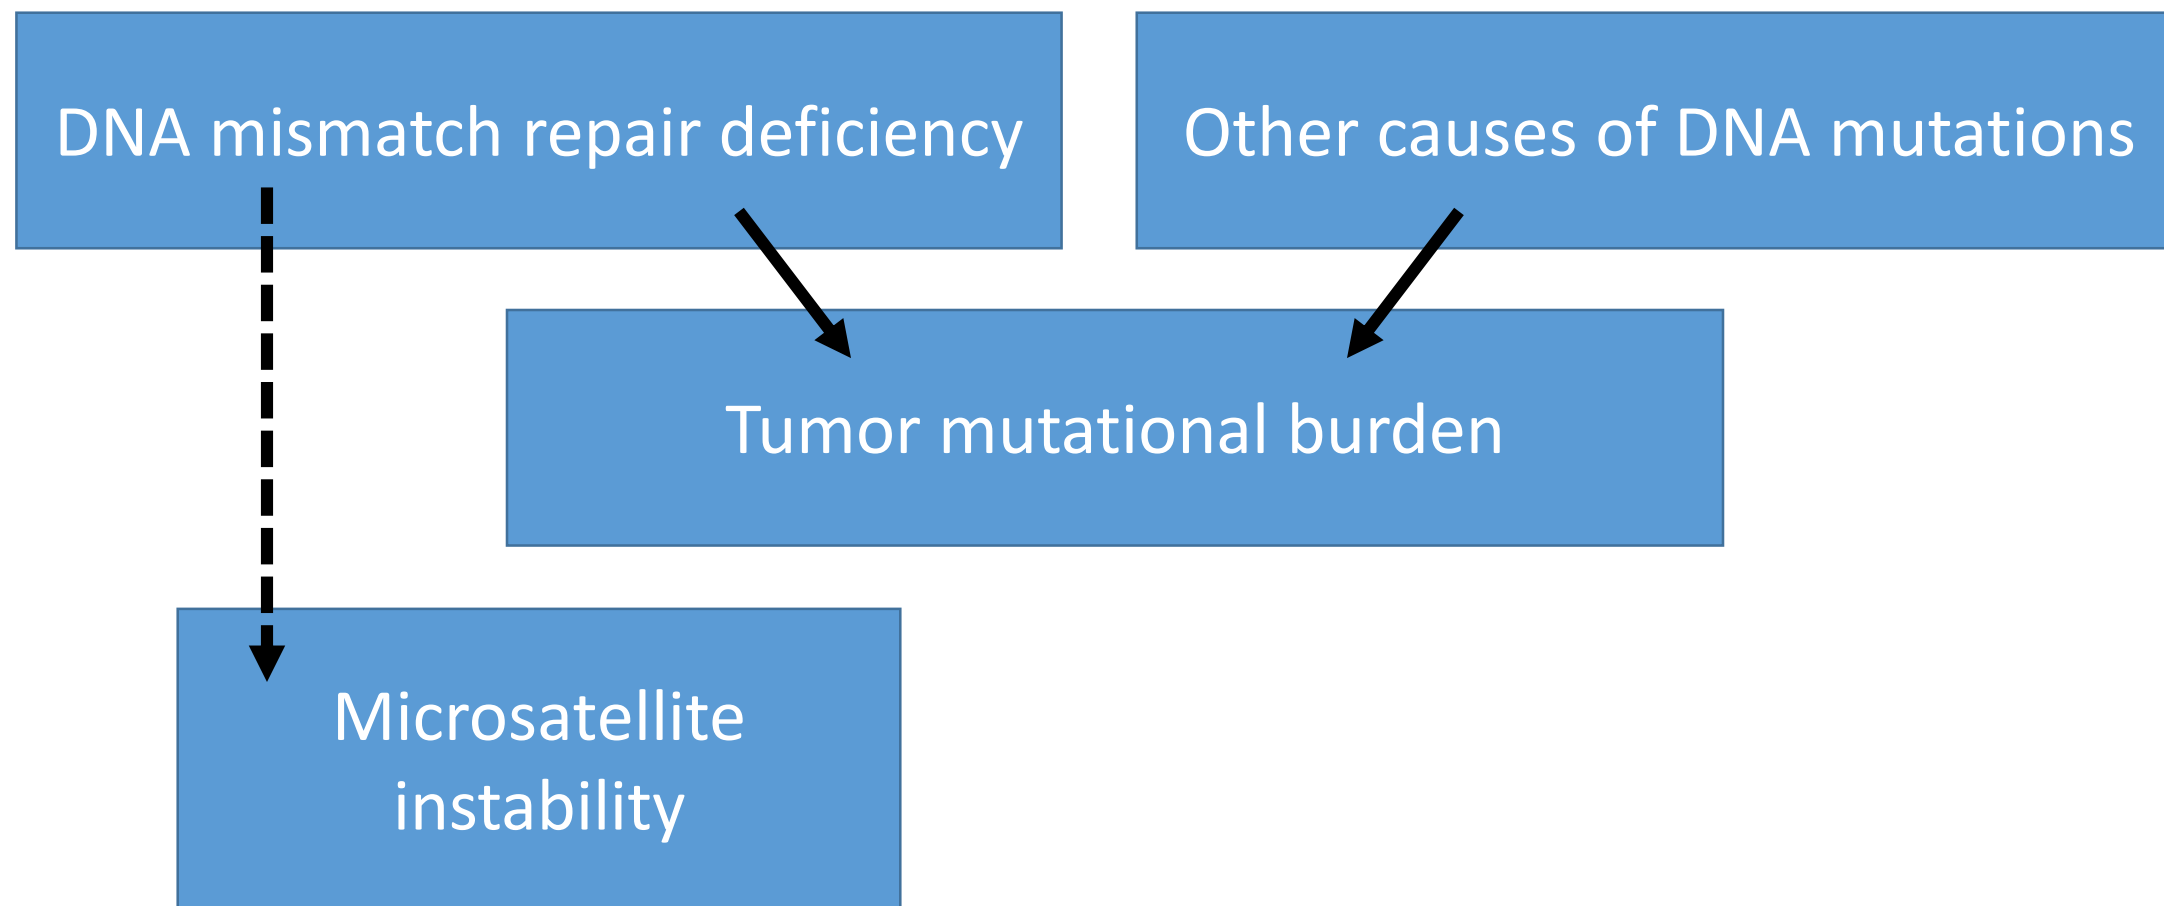 DNA mismatch repair deficiency
Other causes of DNA mutations
Tumor mutational burden
Microsatellite
instability